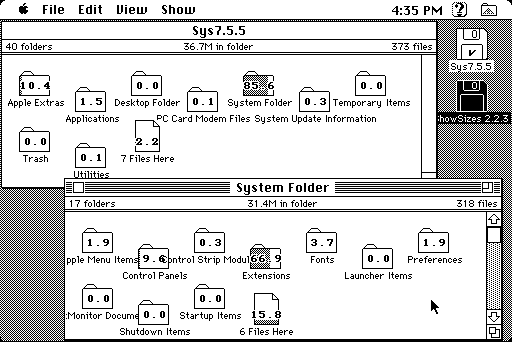 File Edit View Show 4:35 PM
Sys7.5.5
40 folders 36.7M in folder 373 files
10.4 0.0 85.6 0.0
Apple Extras Desktop Folder System Folder Temporary Items
1.5 0.1 0.3
Applications PC Card Modem Files System Update Information
0.0 2.2
Trash 7 Files Here
0.1
Utilities
Sys7.5.5
ShowSizes 2.2.3
System Folder
17 folders 31.4M in folder 318 files
1.9 0.3 3.7 1.9
pple Menu Items Control Strip Modul Fonts Preferences
9.6 66.9 0.0
Control Panels Extensions Launcher Items
0.0 0.0 15.8
:Monitor Docume Startup Items 6 Files Here
0.0
Shutdown Items